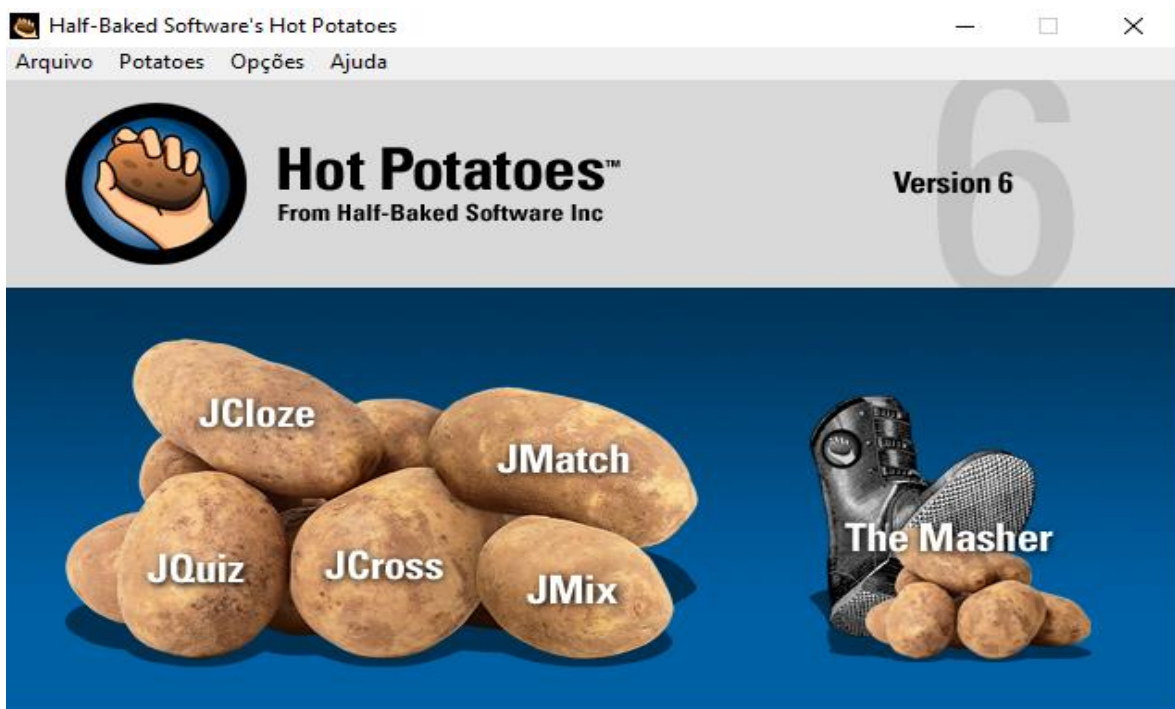 Half-Baked Software's Hot Potatoes
Arquivo Potatoes Opções Ajuda
Hot Potatoes™
From Half-Baked Software Inc
6
Version 6
JCloze
JMatch
JQuiz
JCross
JMix
The Masher